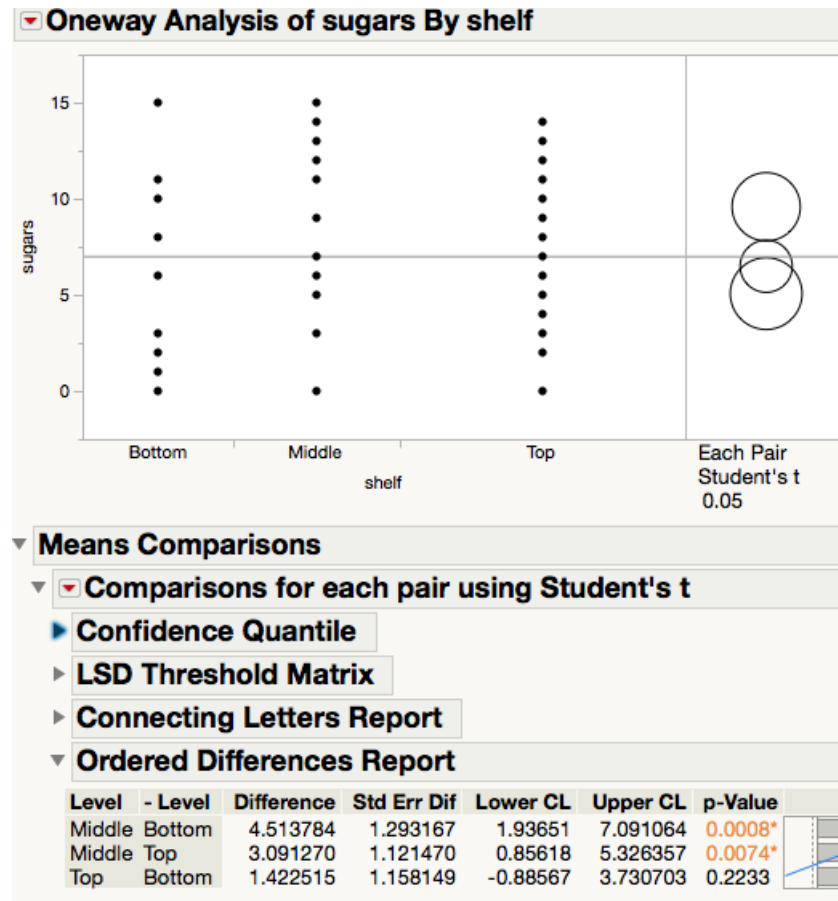 Oneway Analysis of sugars By shelf
15
10
5
0
sugars
Bottom Middle Top
shelf
Each Pair
Student's t
0.05
Means Comparisons
Comparisons for each pair using Student's t
Confidence Quantile
LSD Threshold Matrix
Connecting Letters Report
Ordered Differences Report
Level - Level Difference Std Err Dif Lower CL Upper CL p-Value
Middle Bottom 4.513784 1.293167 1.93651 7.091064 0.0008*
Middle Top 3.091270 1.121470 0.85618 5.326357 0.0074*
Top Bottom 1.422515 1.158149 -0.88567 3.730703 0.2233